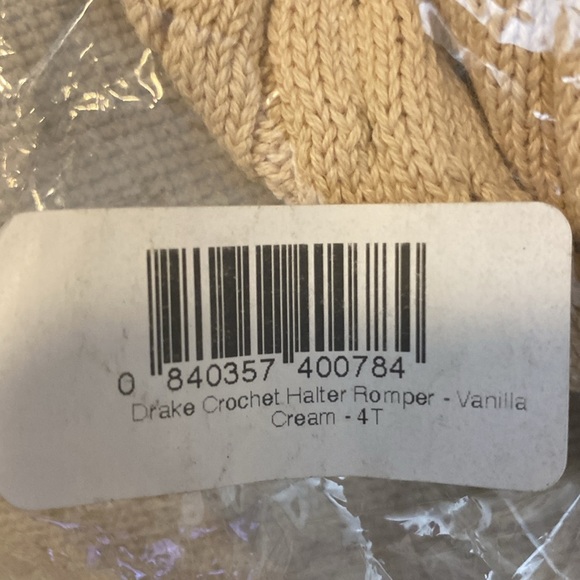 0 840357 400784
Drake Crochet Halter Romper - Vanilla
Cream - 4T